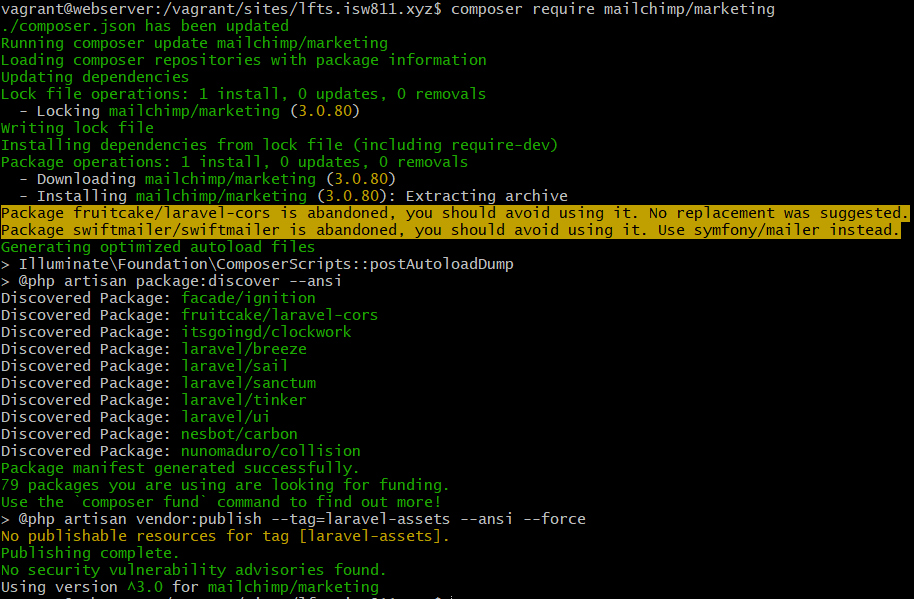 vagrant@webserver:/vagrant/sites/lfts.isw811.xyz$ composer require mailchimp/marketing
./composer.json has been updated
Running composer update mailchimp/marketing
Loading composer repositories with package information
Updating dependencies
Lock file operations: 1 install, 0 updates, 0 removals
  - Locking mailchimp/marketing (3.0.80)
Writing lock file
Installing dependencies from lock file (including require-dev)
Package operations: 1 install, 0 updates, 0 removals
  - Downloading mailchimp/marketing (3.0.80)
  - Installing mailchimp/marketing (3.0.80): Extracting archive
Package fruitcake/laravel-cors is abandoned, you should avoid using it. No replacement was suggested.
Package swiftmailer/swiftmailer is abandoned, you should avoid using it. Use symfony/mailer instead.
Generating optimized autoload files
> Illuminate\Foundation\ComposerScripts::postAutoloadDump
> @php artisan package:discover --ansi
Discovered Package: facade/ignition
Discovered Package: fruitcake/laravel-cors
Discovered Package: itsgoingd/clockwork
Discovered Package: laravel/breeze
Discovered Package: laravel/sail
Discovered Package: laravel/sanctum
Discovered Package: laravel/tinker
Discovered Package: laravel/ui
Discovered Package: nesbot/carbon
Discovered Package: nunomaduro/collision
Package manifest generated successfully.
79 packages you are using are looking for funding.
Use the `composer fund` command to find out more!
> @php artisan vendor:publish --tag=laravel-assets --ansi --force
No publishable resources for tag [laravel-assets].
Publishing complete.
No security vulnerability advisories found.
Using version ^3.0 for mailchimp/marketing